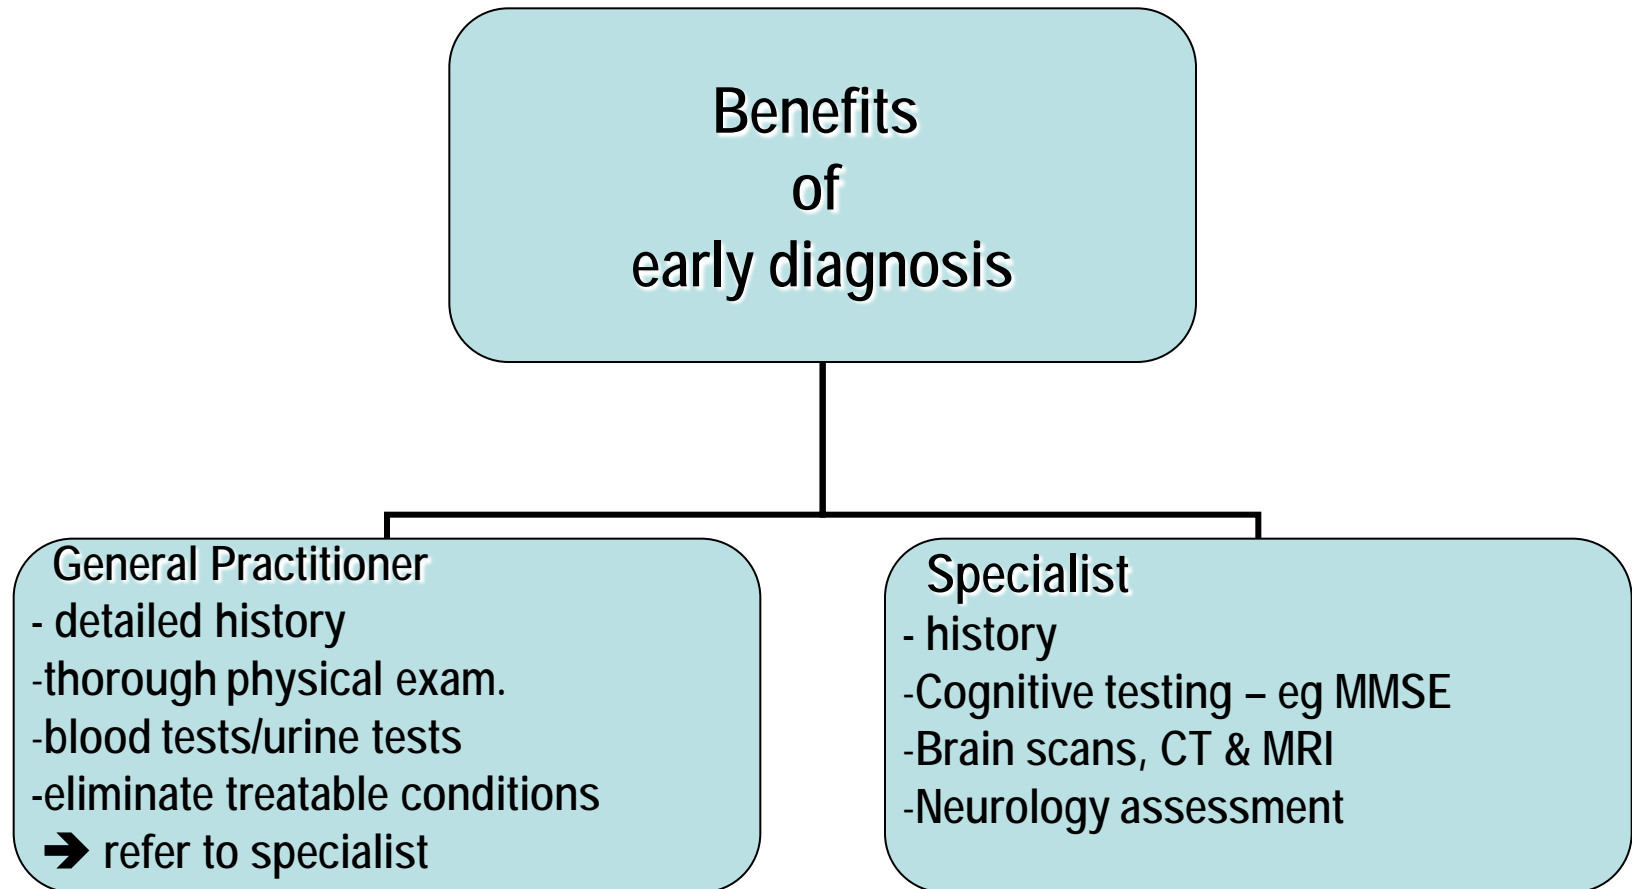 Benefits
of
early diagnosis
General Practitioner
- detailed history
-thorough physical exam.
-blood tests/urine tests
-eliminate treatable conditions
➔ refer to specialist
Specialist
- history
-Cognitive testing – eg MMSE
-Brain scans, CT & MRI
-Neurology assessment